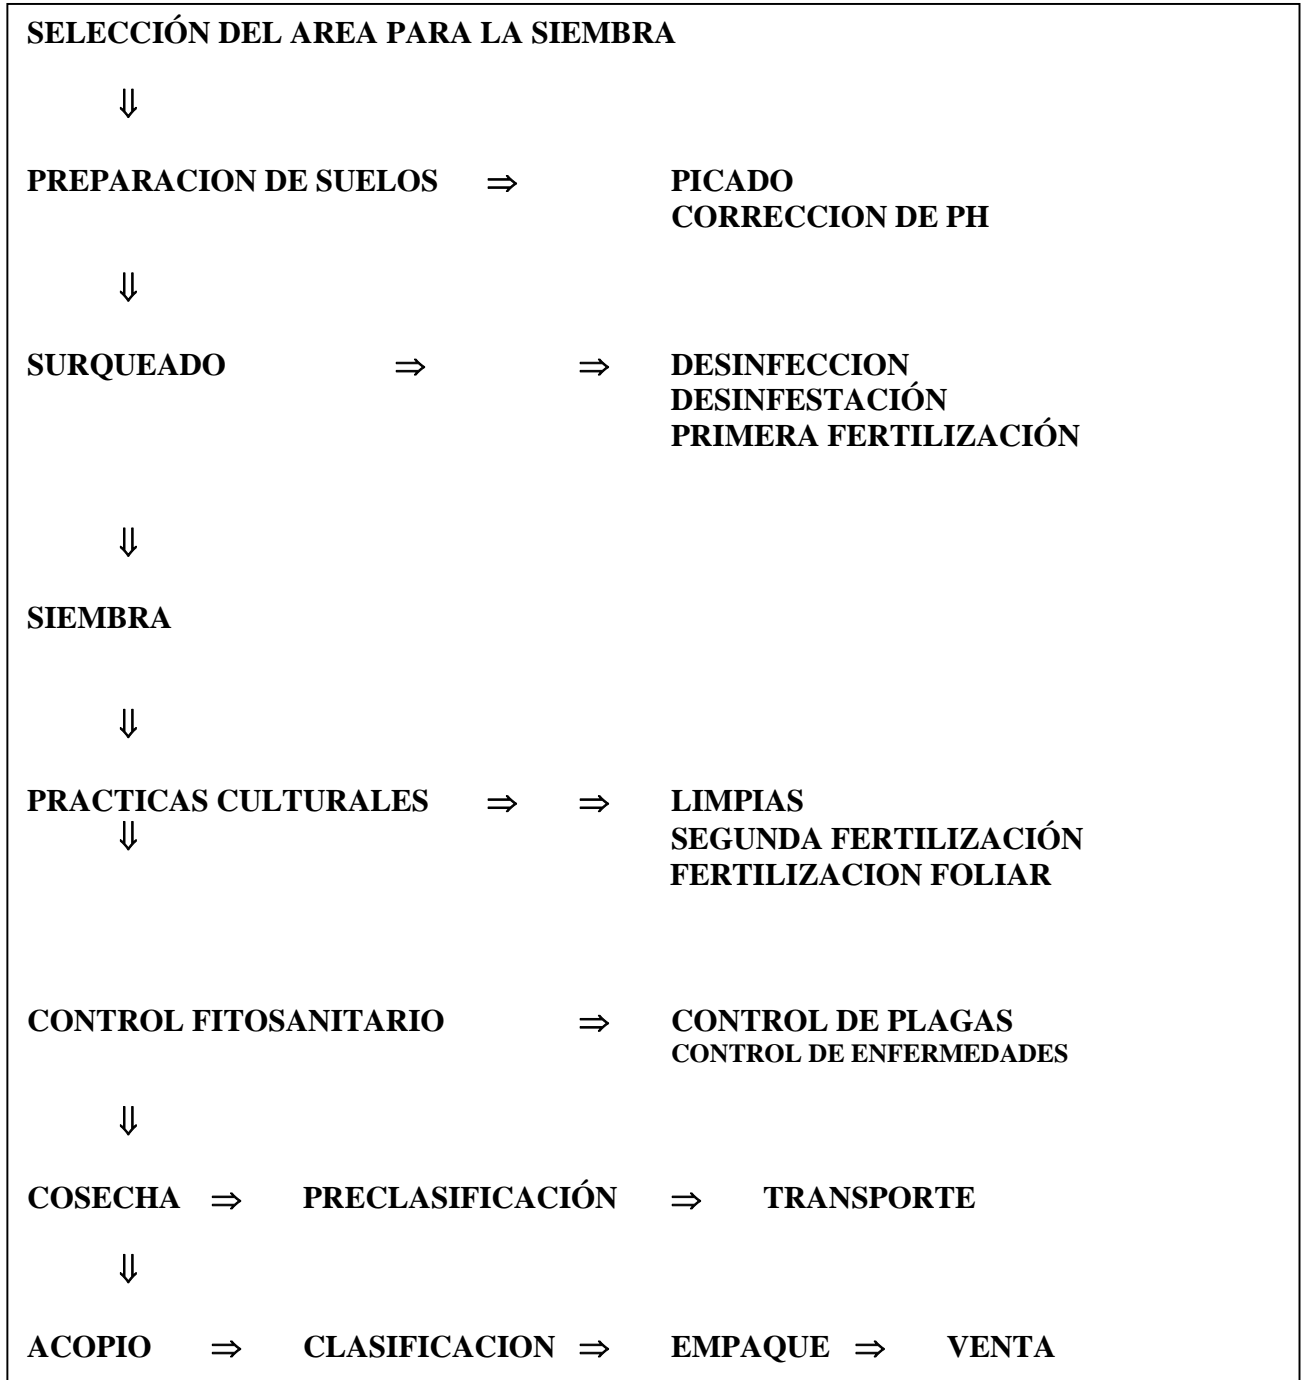 SELECCIÓN DEL AREA PARA LA SIEMBRA
⇓
PREPARACION DE SUELOS ⇒ PICADO
CORRECCION DE PH
⇓
SURQUEADO ⇒ ⇒ DESINFECCION
DESINFESTACIÓN
PRIMERA FERTILIZACIÓN
⇓
SIEMBRA
⇓
PRACTICAS CULTURALES ⇒ ⇒ LIMPIAS
⇓ SEGUNDA FERTILIZACIÓN
FERTILIZACION FOLIAR
CONTROL FITOSANITARIO ⇒ CONTROL DE PLAGAS
CONTROL DE ENFERMEDADES
⇓
COSECHA ⇒ PRECLASIFICACIÓN ⇒ TRANSPORTE
⇓
ACOPIO ⇒ CLASIFICACION ⇒ EMPAQUE ⇒ VENTA